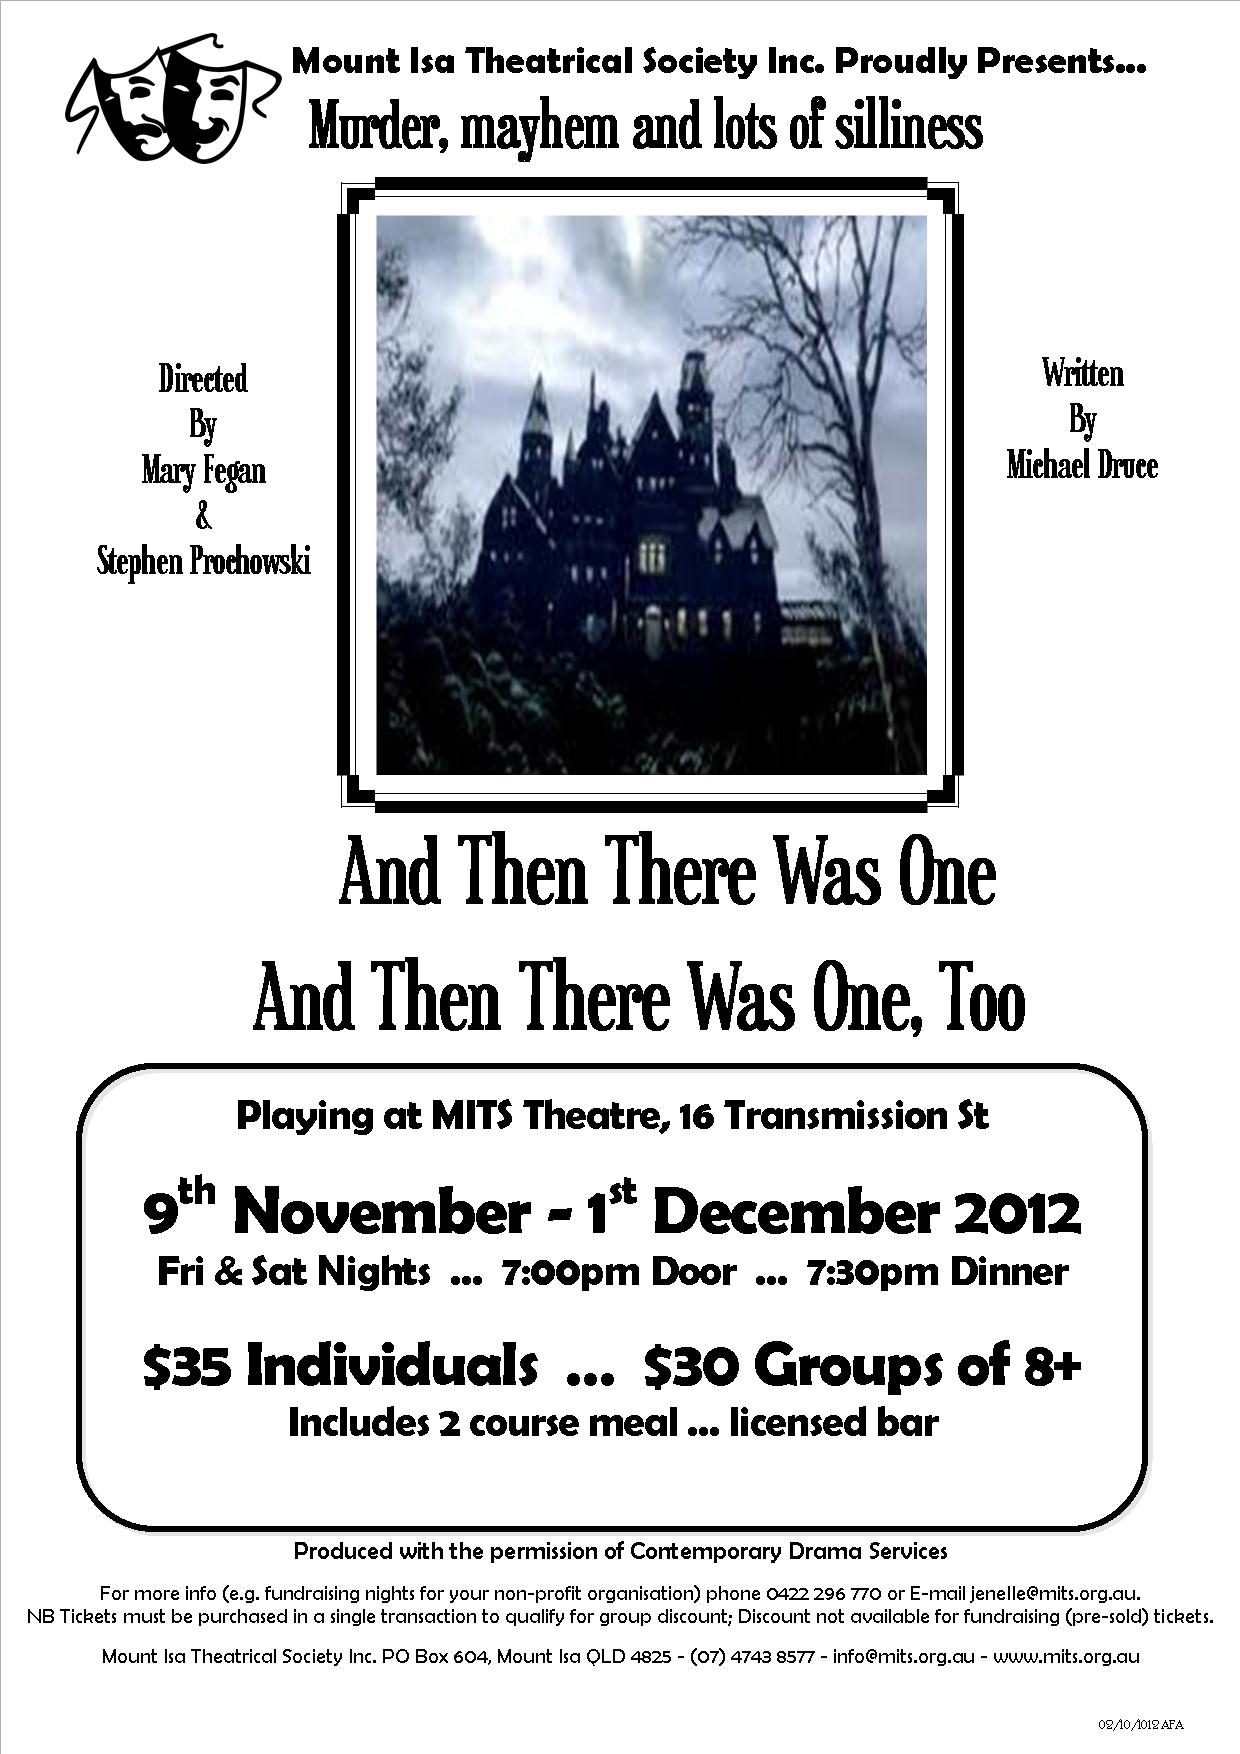 Mount Isa Theatrical Society Inc. Proudly Presents...
Murder, mayhem and lots of silliness
Directed
By
Mary Fegan
&
Stephen Prochowski
Written
By
Michael Druce
And Then There Was One
And Then There Was One, Too
Playing at MITS Theatre, 16 Transmission St
9th November - 1st December 2012
Fri & Sat Nights ... 7:00pm Door ... 7:30pm Dinner
$35 Individuals ... $30 Groups of 8+
Includes 2 course meal ... licensed bar
Produced with the permission of Contemporary Drama Services
For more info (e.g. fundraising nights for your non-profit organisation) phone 0422 296 770 or E-mail jenelle@mits.org.au.
NB Tickets must be purchased in a single transaction to qualify for group discount; Discount not available for fundraising (pre-sold) tickets.
Mount Isa Theatrical Society Inc. PO Box 604, Mount Isa QLD 4825 - (07) 4743 8577 - info@mits.org.au - www.mits.org.au
02/10/1012 AFA